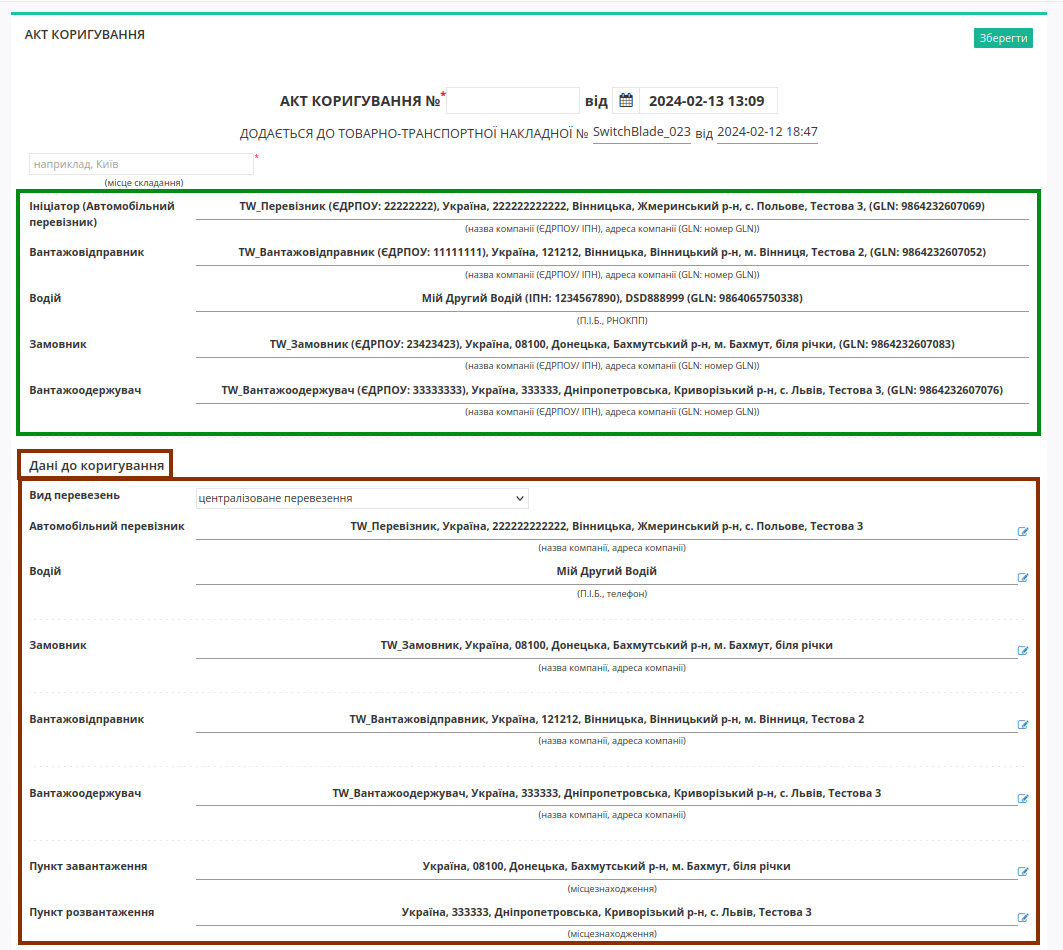 АКТ КОРИГУВАННЯ
Зберегти
АКТ КОРИГУВАННЯ №* від 2024-02-13 13:09
ДОДАЄТЬСЯ ДО ТОВАРНО-ТРАНСПОРТНОЇ НАКЛАДНОЇ № SwitchBlade_023 від 2024-02-12 18:47
наприклад, Київ *
(місце складання)
Ініціатор (Автомобільний перевізник) TW_Перевізник (ЄДРПОУ: 22222222), Україна, 222222222222, Вінницька, Жмеринський р-н, с. Польове, Тестова 3, (GLN: 9864232607069)
(назва компанії (ЄДРПОУ/ ІПН), адреса компанії (GLN: номер GLN))
Вантажовідправник TW_Вантажовідправник (ЄДРПОУ: 11111111), Україна, 121212, Вінницька, Вінницький р-н, м. Вінниця, Тестова 2, (GLN: 9864232607052)
(назва компанії (ЄДРПОУ/ ІПН), адреса компанії (GLN: номер GLN))
Водій Мій Другий Водій (ІПН: 1234567890), DSD888999 (GLN: 9864065750338)
(П.І.Б., РНОКПП)
Замовник TW_Замовник (ЄДРПОУ: 23423423), Україна, 08100, Донецька, Бахмутський р-н, м. Бахмут, біля річки, (GLN: 9864232607083)
(назва компанії (ЄДРПОУ/ ІПН), адреса компанії (GLN: номер GLN))
Вантажоодержувач TW_Вантажоодержувач (ЄДРПОУ: 33333333), Україна, 333333, Дніпропетровська, Криворізький р-н, с. Львів, Тестова 3, (GLN: 9864232607076)
(назва компанії (ЄДРПОУ/ ІПН), адреса компанії (GLN: номер GLN))
Дані до коригування
Вид перевезень централізоване перевезення
Автомобільний перевізник TW_Перевізник, Україна, 222222222222, Вінницька, Жмеринський р-н, с. Польове, Тестова 3
(назва компанії, адреса компанії)
Водій Мій Другий Водій
(П.І.Б., телефон)
Замовник TW_Замовник, Україна, 08100, Донецька, Бахмутський р-н, м. Бахмут, біля річки
(назва компанії, адреса компанії)
Вантажовідправник TW_Вантажовідправник, Україна, 121212, Вінницька, Вінницький р-н, м. Вінниця, Тестова 2
(назва компанії, адреса компанії)
Вантажоодержувач TW_Вантажоодержувач, Україна, 333333, Дніпропетровська, Криворізький р-н, с. Львів, Тестова 3
(назва компанії, адреса компанії)
Пункт завантаження Україна, 08100, Донецька, Бахмутський р-н, м. Бахмут, біля річки
(місцезнаходження)
Пункт розвантаження Україна, 333333, Дніпропетровська, Криворізький р-н, с. Львів, Тестова 3
(місцезнаходження)